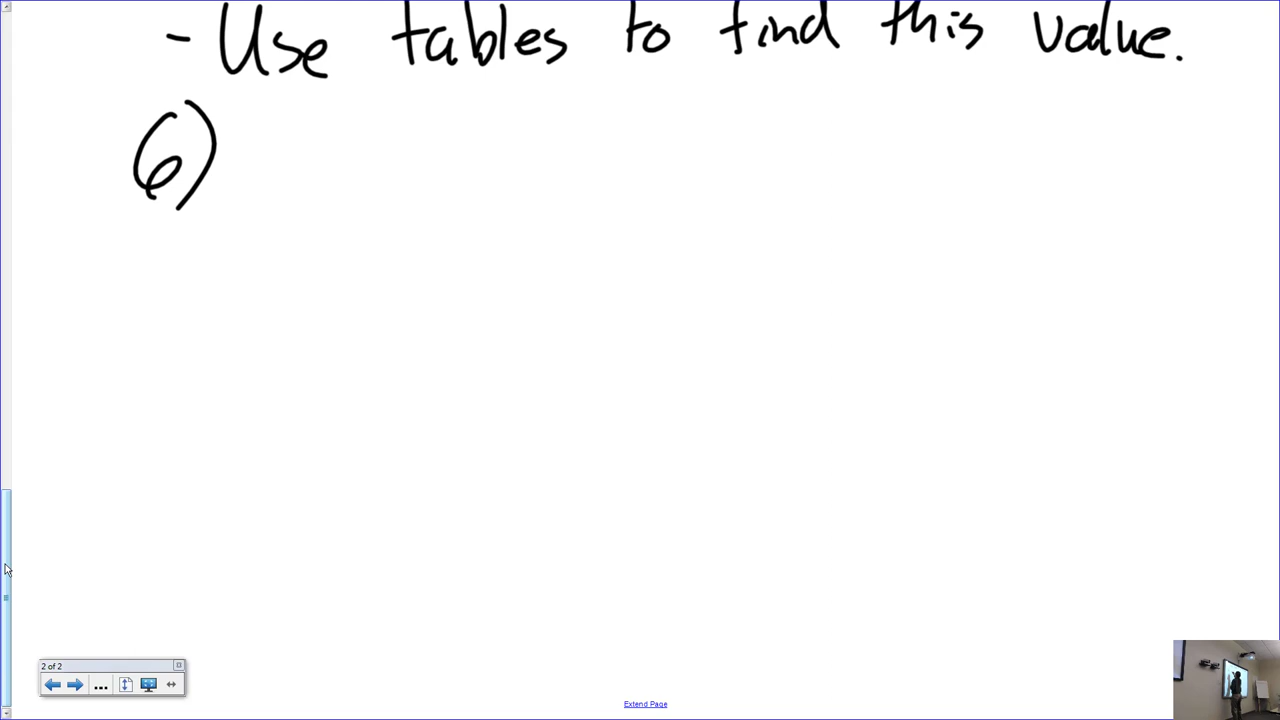 - Use tables to find this value.
6)
2 of 2
...
Extend Page